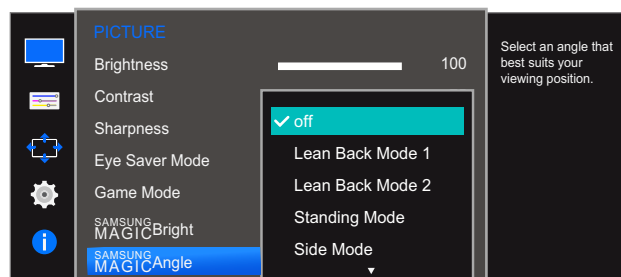 PICTURE
Brightness 100
Contrast
Sharpness
Eye Saver Mode
Game Mode
SAMSUNG MAGICBright
SAMSUNG MAGICAngle
off
Lean Back Mode 1
Lean Back Mode 2
Standing Mode
Side Mode
Select an angle that
best suits your
viewing position.